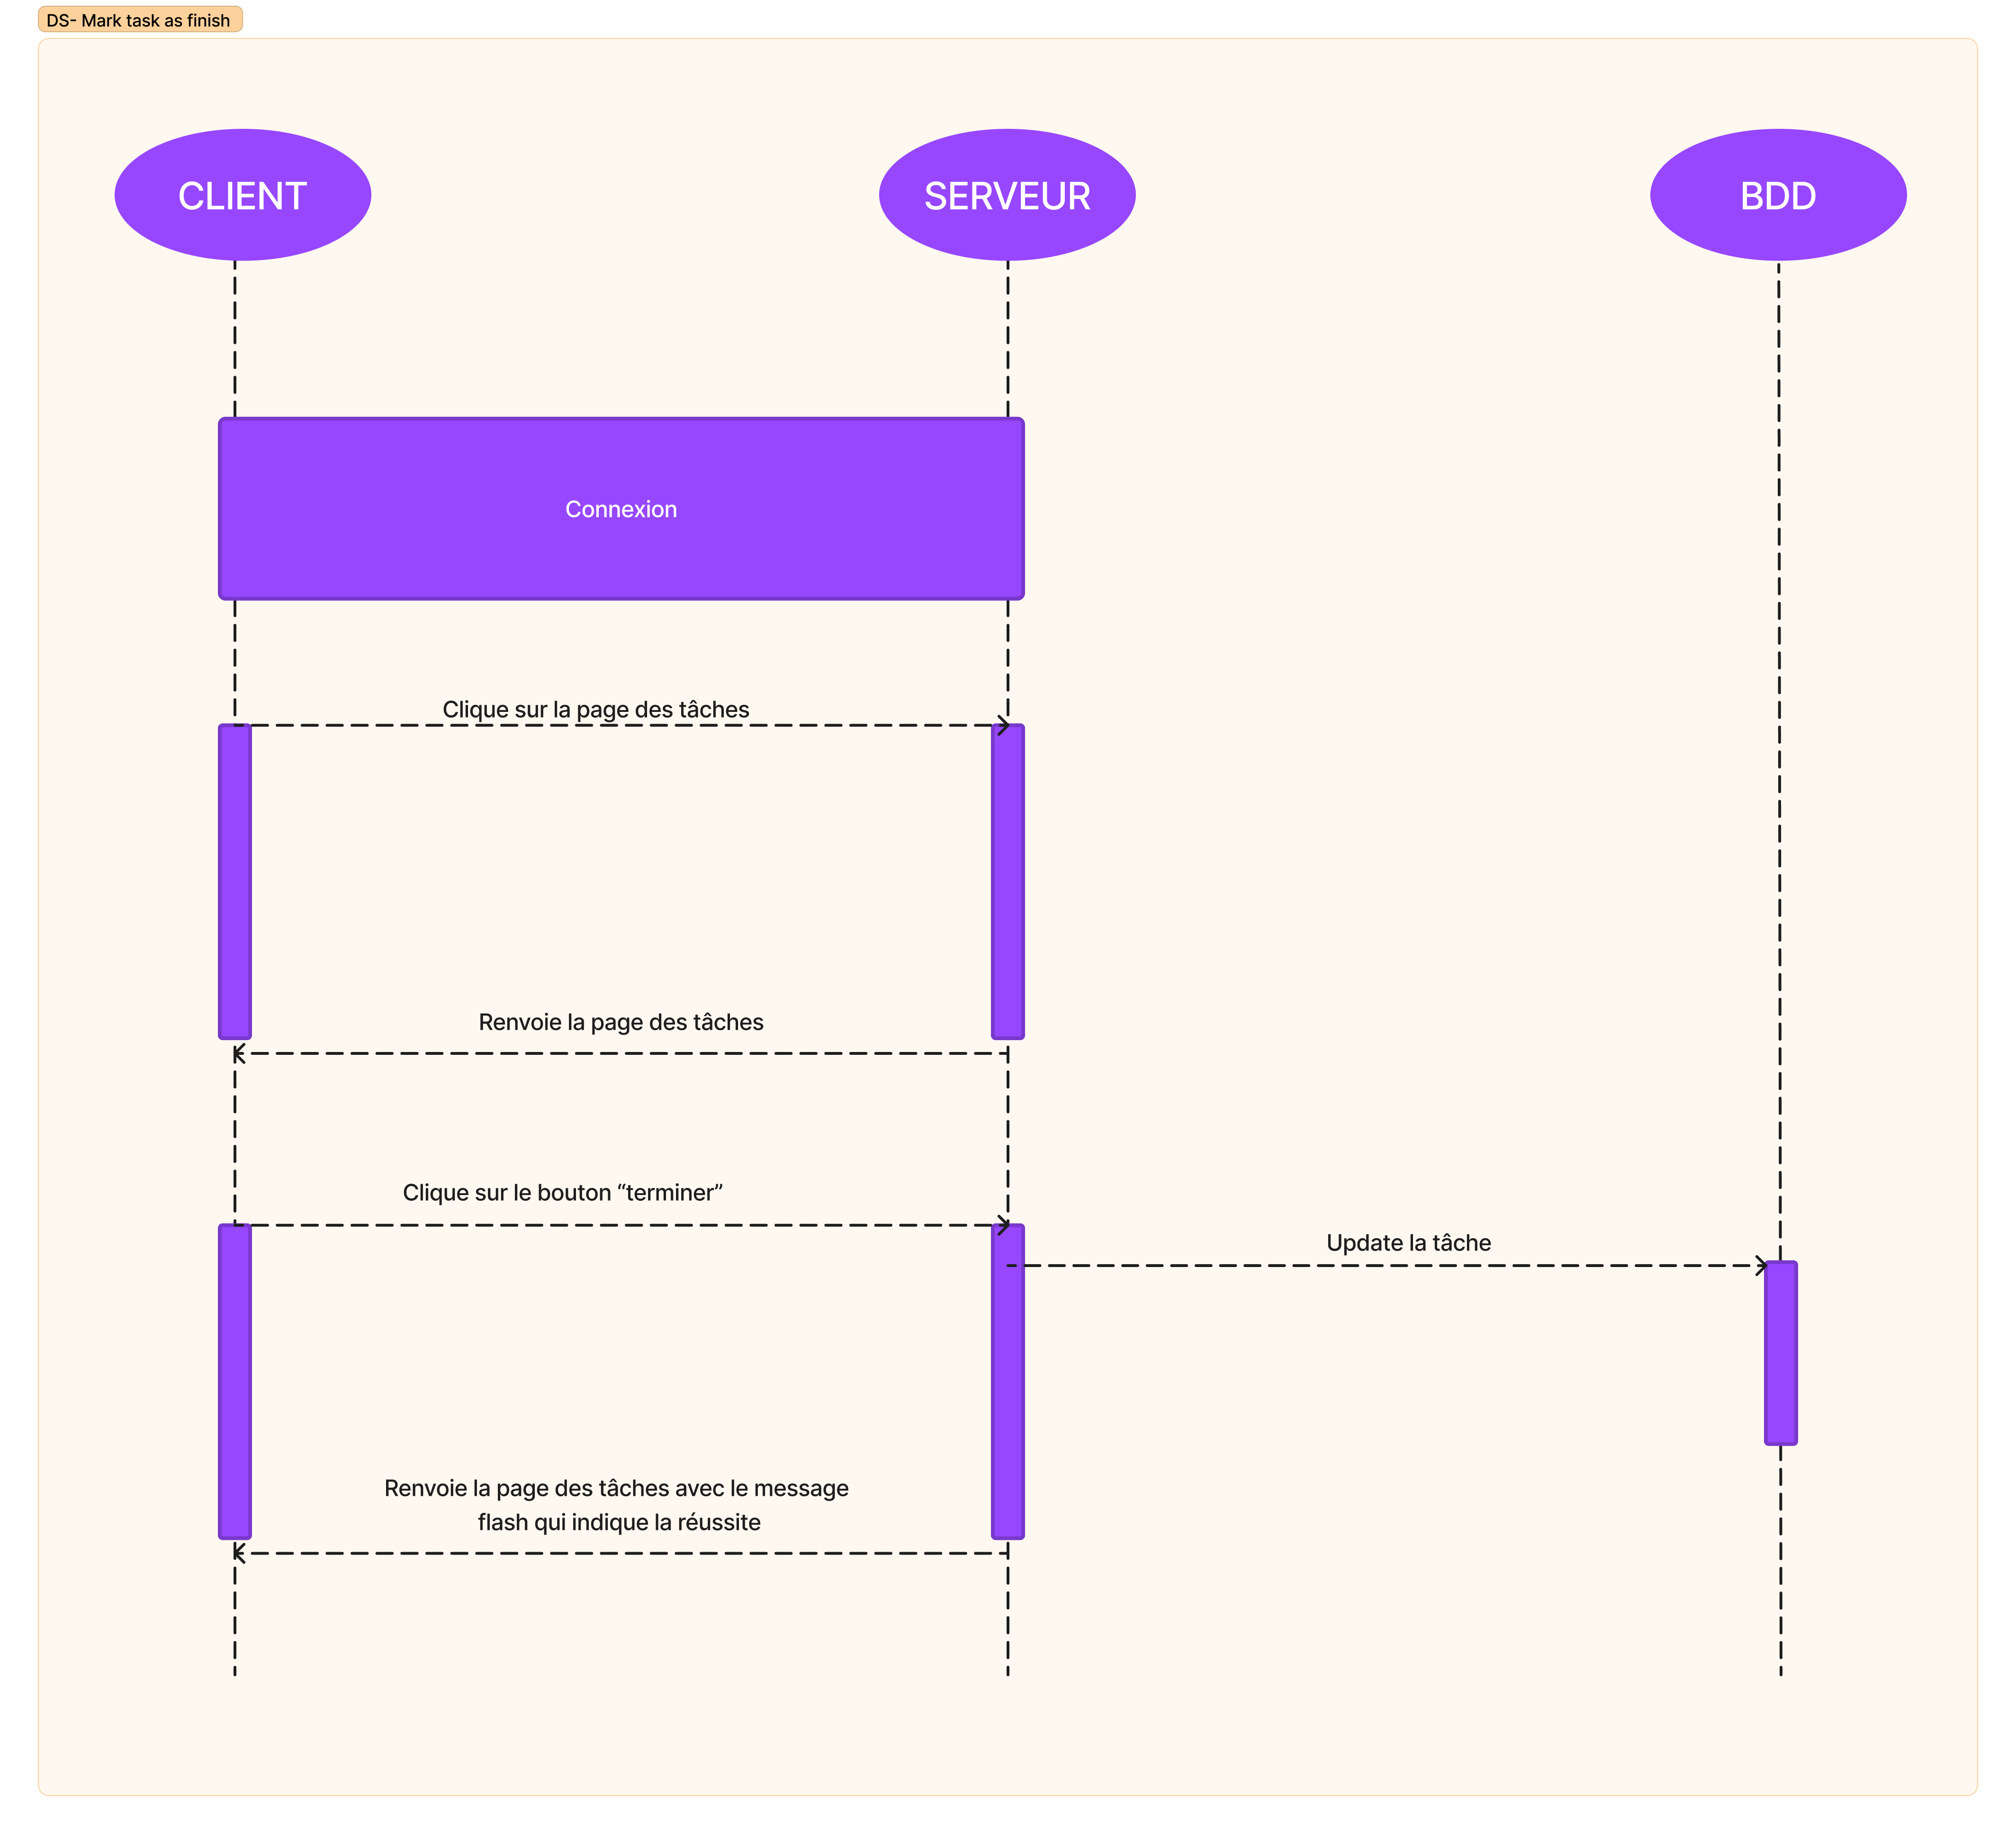 DS- Mark task as finish
CLIENT
SERVEUR
BDD
Connexion
Clique sur la page des tâches
Renvoie la page des tâches
Clique sur le bouton “terminer”
Update la tâche
Renvoie la page des tâches avec le message
flash qui indique la réussite